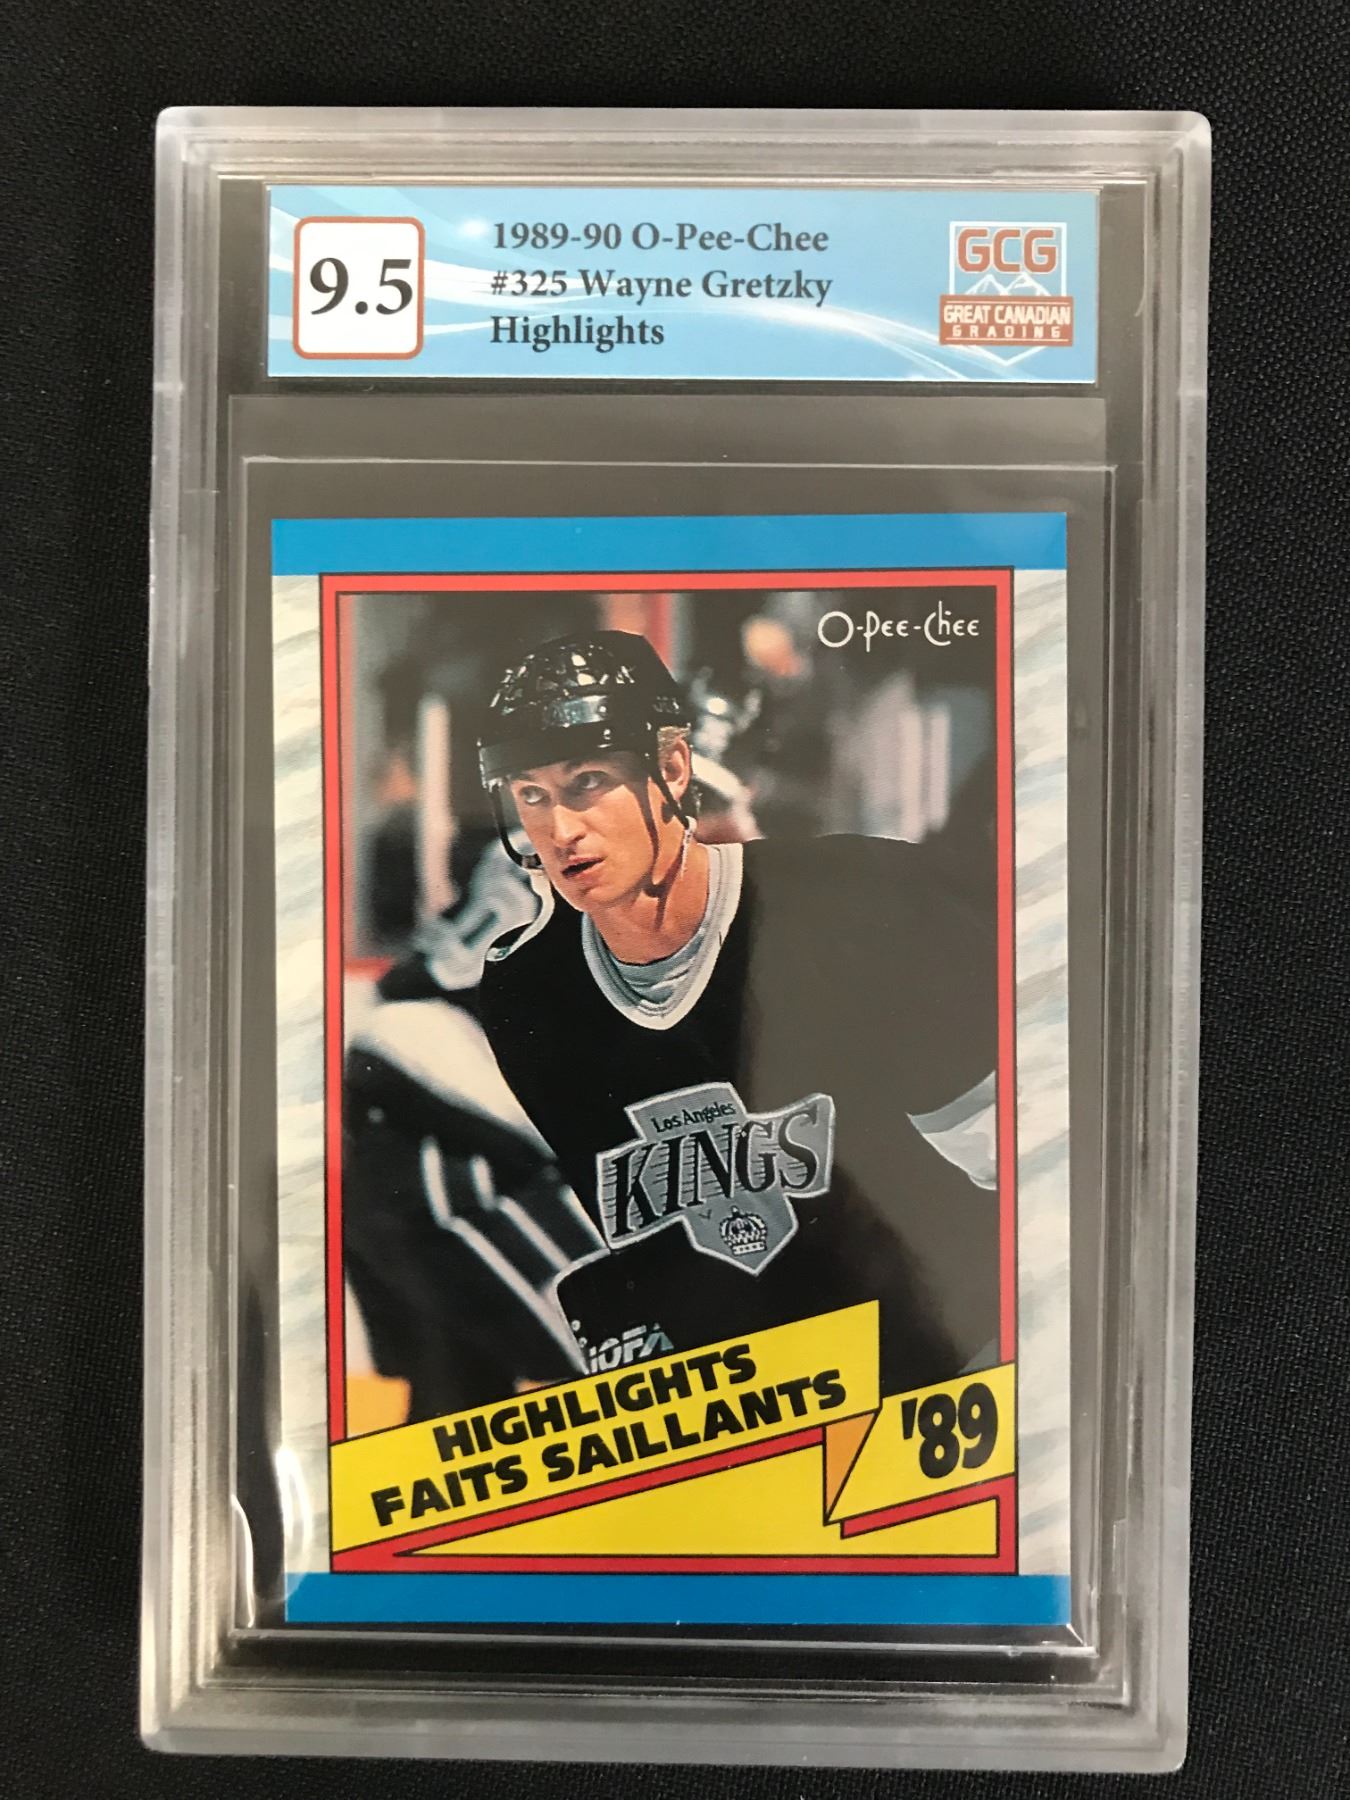 9.5
1989-90 O-Pee-Chee
#325 Wayne Gretzky
Highlights
GCG
GREAT CANADIAN
GRADING
O-Pee-Chee
Los Angeles
KINGS
HIGHLIGHTS
FAITS SAILLANTS
'89